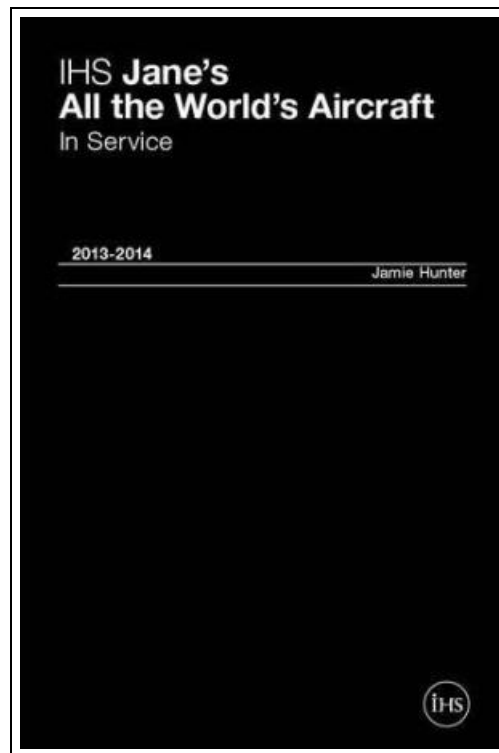 IHS Jane's
All the World's Aircraft
In Service
2013-2014
Jamie Hunter
iHS